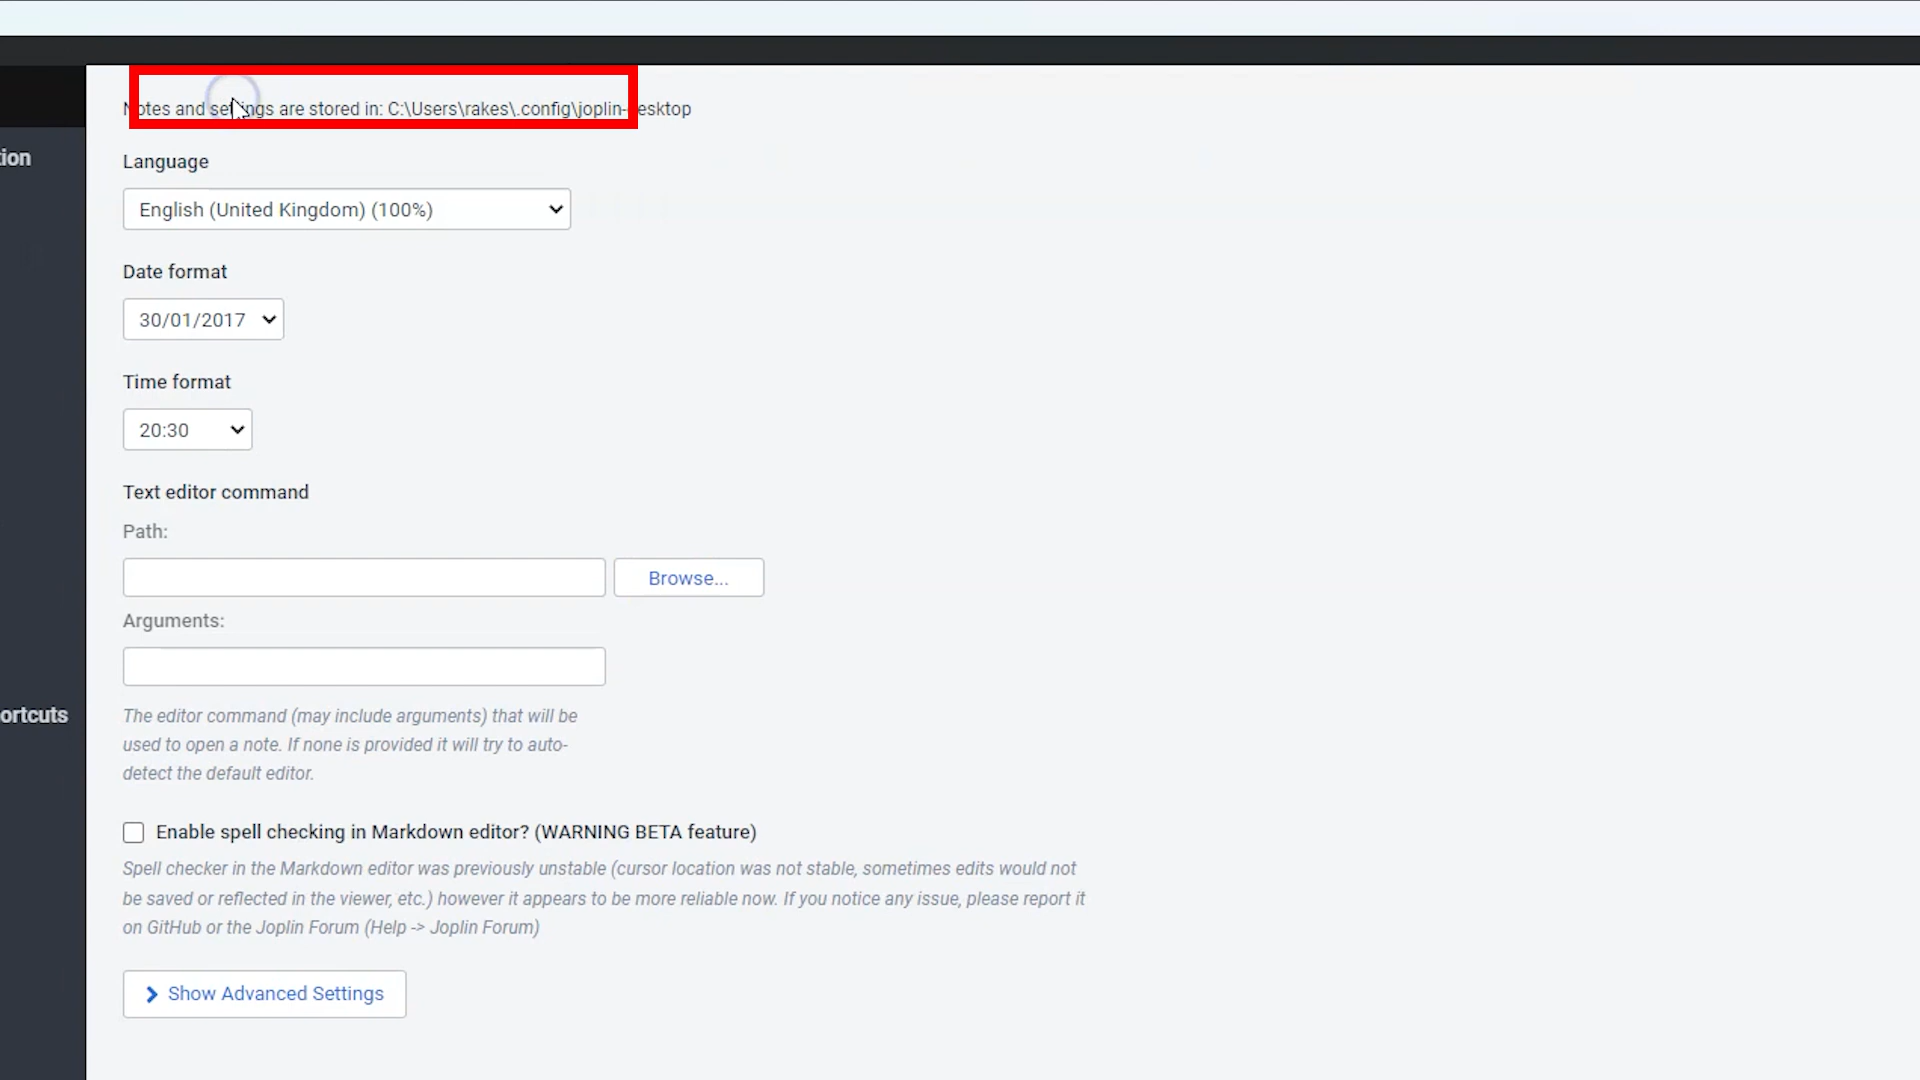 Notes and settings are stored in: C:\Users\rakes\.config\joplin-desktop
tion
Language
English (United Kingdom) (100%)
Date format
30/01/2017
Time format
20:30
Text editor command
Path:
Browse...
Arguments:
ortcuts
The editor command (may include arguments) that will be
used to open a note. If none is provided it will try to auto-
detect the default editor.
Enable spell checking in Markdown editor? (WARNING BETA feature)
Spell checker in the Markdown editor was previously unstable (cursor location was not stable, sometimes edits would not
be saved or reflected in the viewer, etc.) however it appears to be more reliable now. If you notice any issue, please report it
on GitHub or the Joplin Forum (Help -> Joplin Forum)
Show Advanced Settings